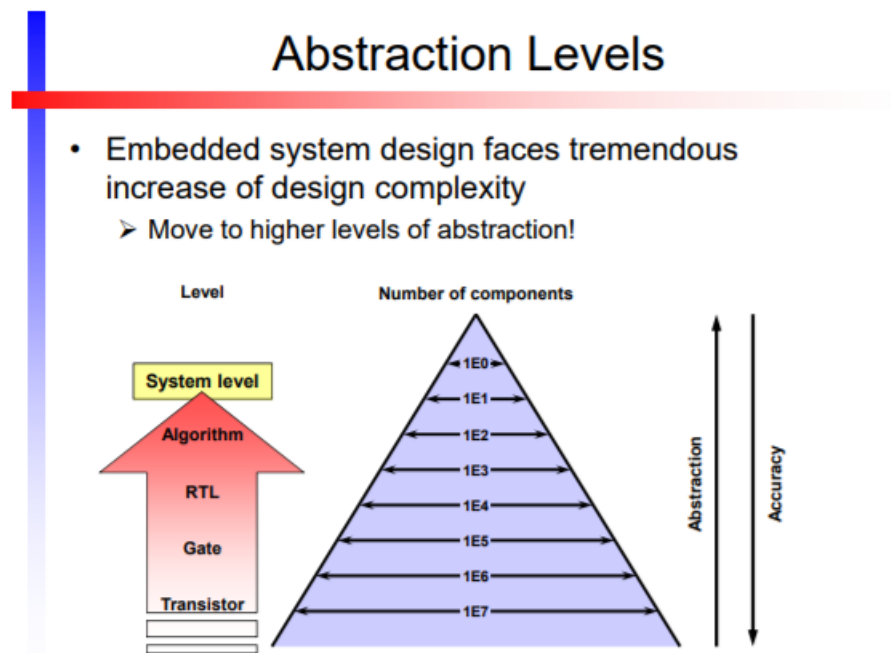 Abstraction Levels
• Embedded system design faces tremendous
increase of design complexity
➢ Move to higher levels of abstraction!
Level
Number of components
System level
Algorithm
RTL
Gate
Transistor
1E0
1E1
1E2
1E3
1E4
1E5
1E6
1E7
Abstraction
Accuracy